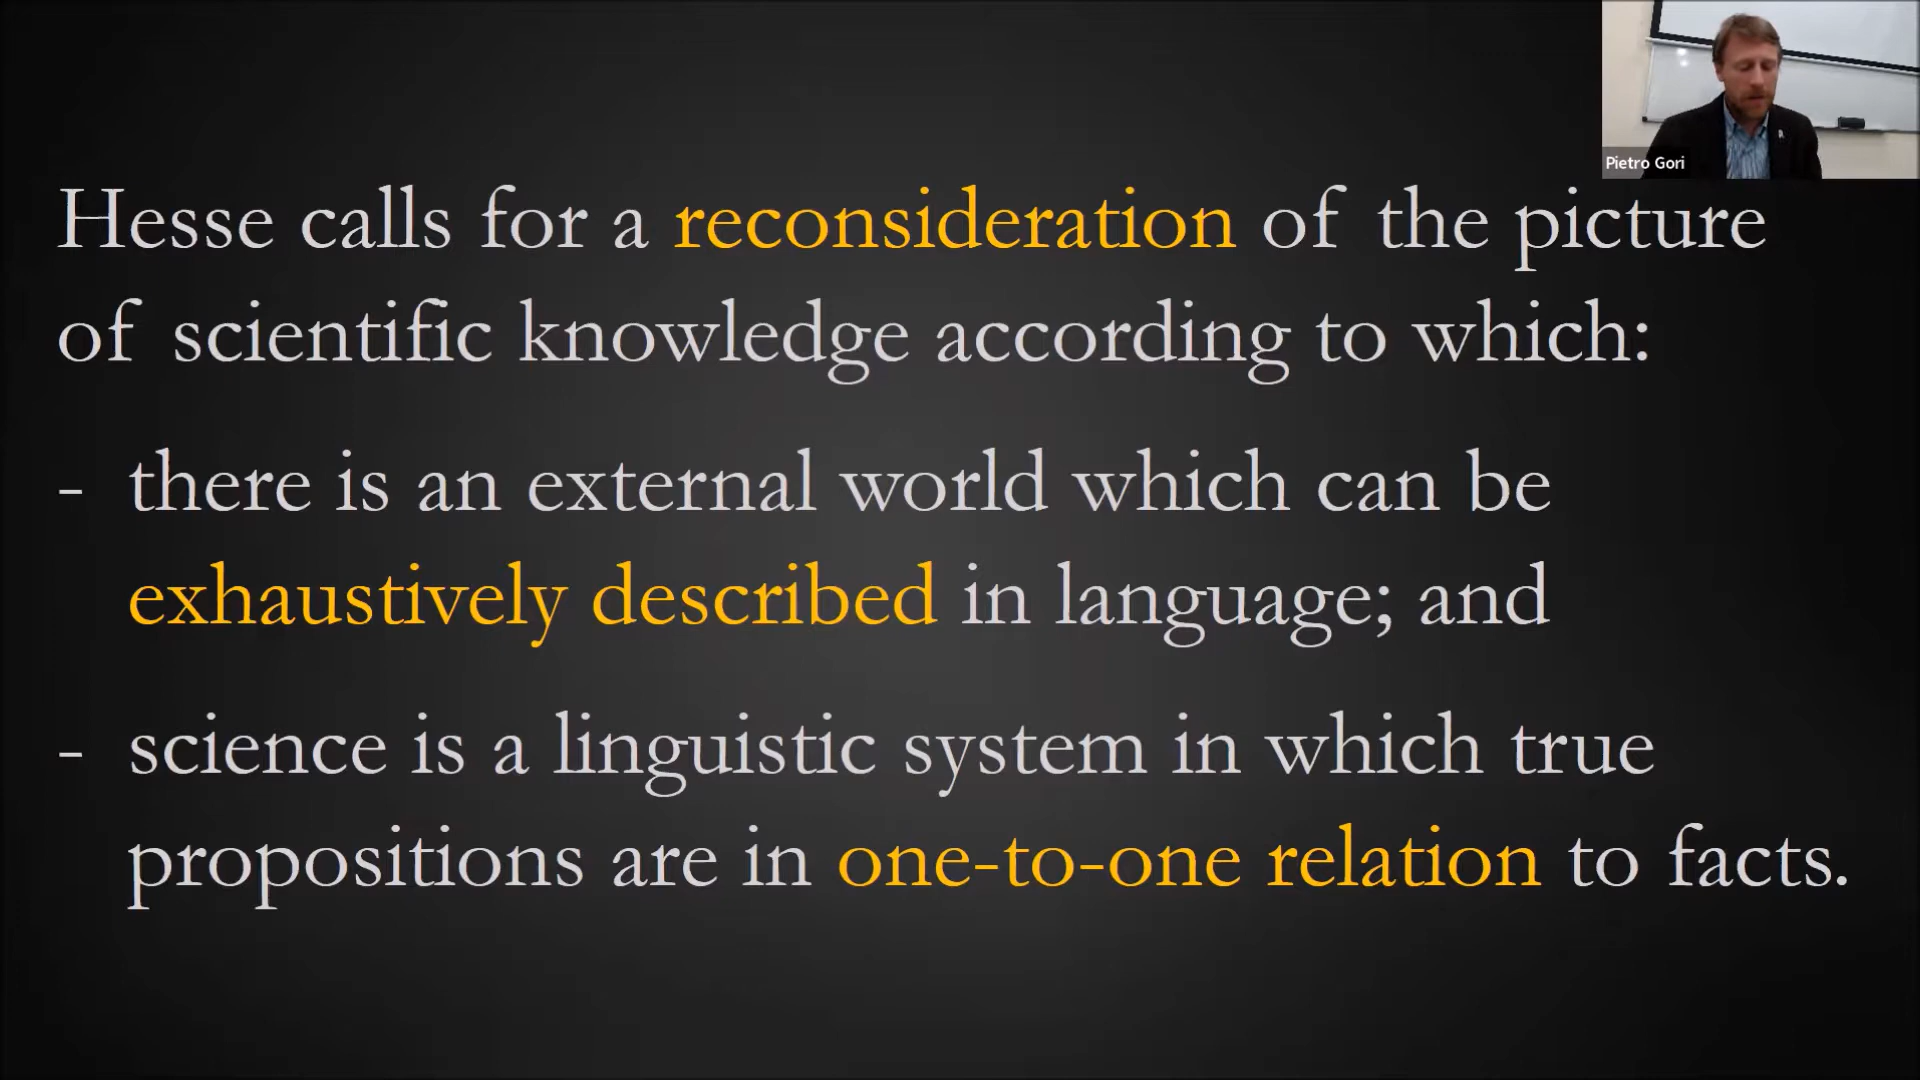 Pietro Gori
Hesse calls for a reconsideration of the picture
of scientific knowledge according to which:
- there is an external world which can be
exhaustively described in language; and
- science is a linguistic system in which true
propositions are in one-to-one relation to facts.